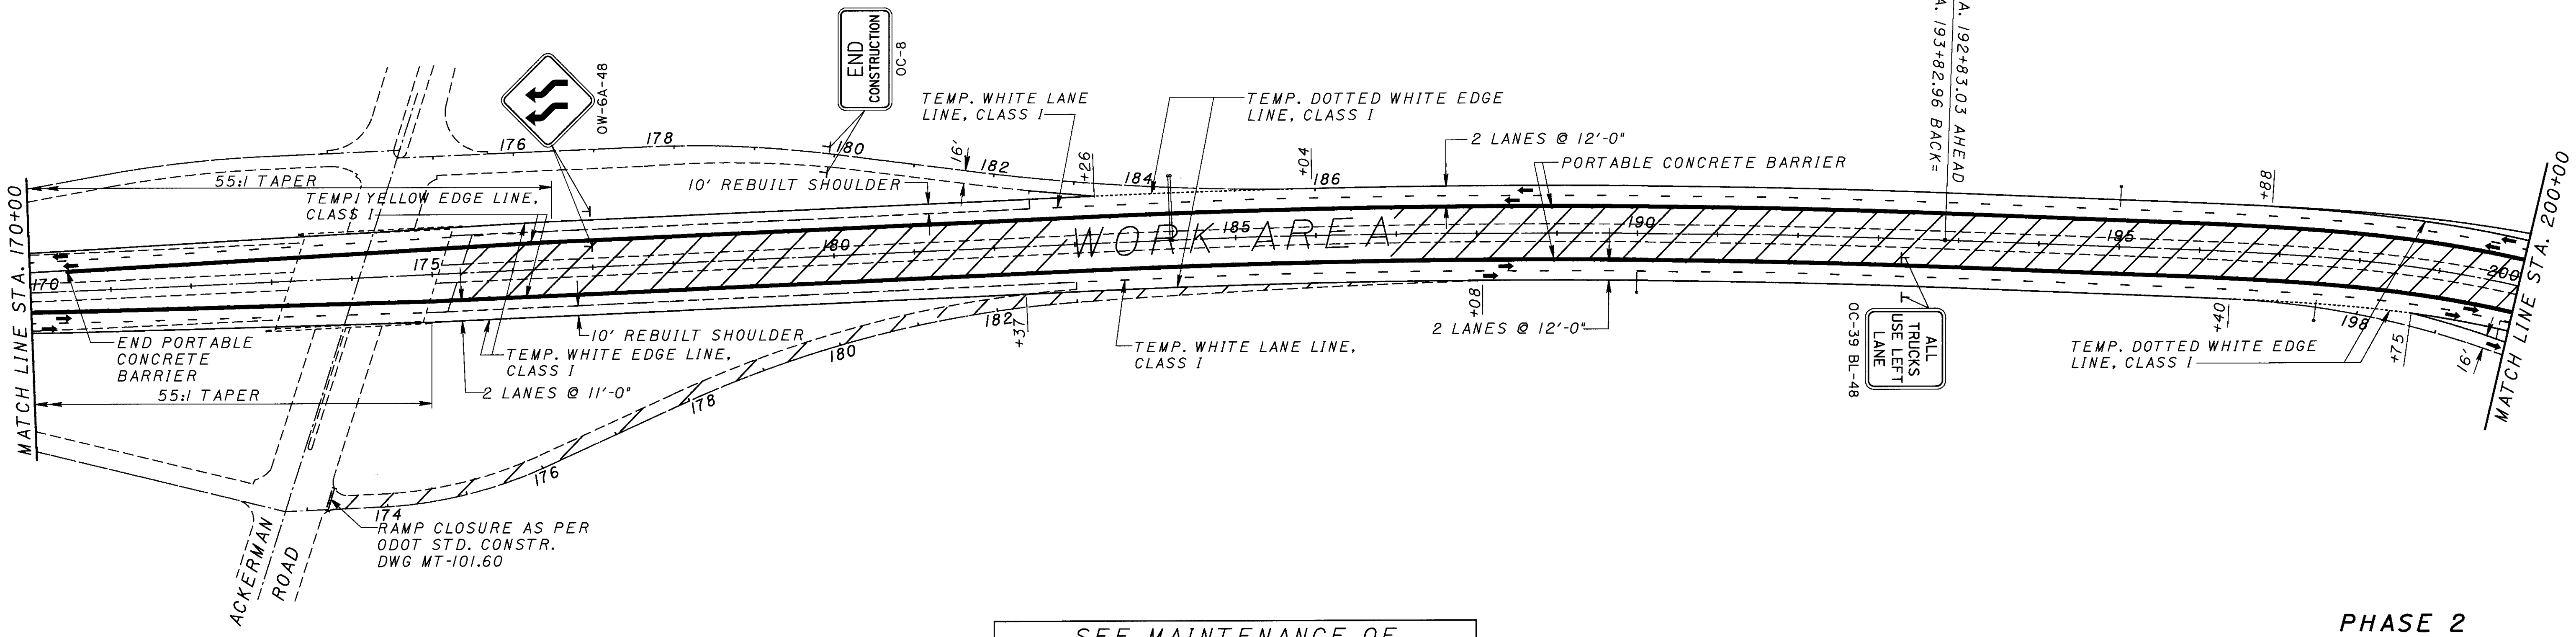 A. 192+83.03 AHEAD
A. 193+82.96 BACK=
MATCH LINE STA. 170+00
55:1 TAPER
TEMP. YELLOW EDGE LINE,
CLASS I
OW-6A-48
END
CONSTRUCTION
OC-8
TEMP. WHITE LANE
LINE, CLASS I
TEMP. DOTTED WHITE EDGE
LINE, CLASS I
2 LANES @ 12'-0"
PORTABLE CONCRETE BARRIER
10' REBUILT SHOULDER
176
178
180
16'
182
+26
184
+04
186
+88
MATCH LINE STA. 200+00
170
175
180
WORK AREA
185
190
195
200
END PORTABLE
CONCRETE
BARRIER
55:1 TAPER
10' REBUILT SHOULDER
TEMP. WHITE EDGE LINE,
CLASS I
2 LANES @ 11'-0"
174
176
178
180
182
+37
TEMP. WHITE LANE LINE,
CLASS I
+08
2 LANES @ 12'-0"
ALL
TRUCKS
USE LEFT
LANE
OC-39 BL-48
TEMP. DOTTED WHITE EDGE
LINE, CLASS I
+40
198
+75
16'
RAMP CLOSURE AS PER
ODOT STD. CONSTR.
DWG MT-101.60
ACKERMAN
ROAD
SEE MAINTENANCE OF
PHASE 2